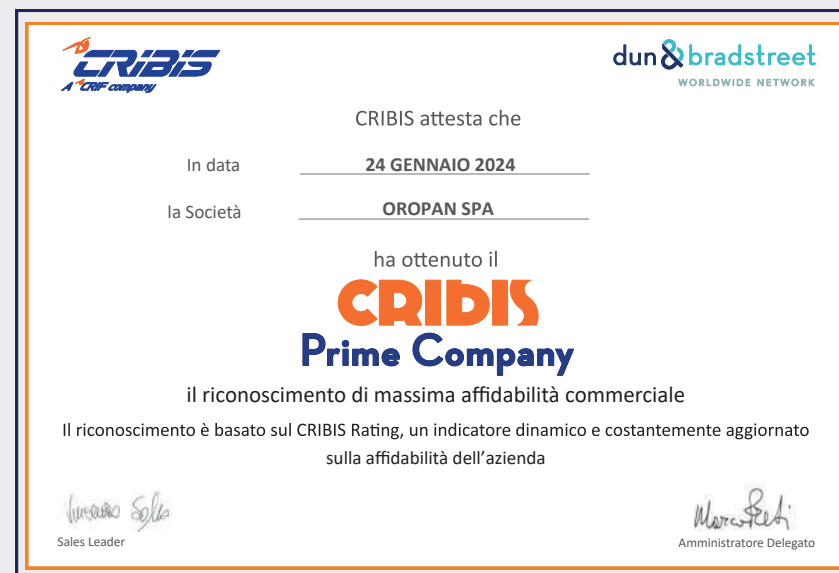 CRIBIS
A CRIF company
dun & bradstreet
WORLDWIDE NETWORK
CRIBIS attesta che
In data 24 GENNAIO 2024
la Società OROPAN SPA
ha ottenuto il
CRIBIS
Prime Company
il riconoscimento di massima affidabilità commerciale
Il riconoscimento è basato sul CRIBIS Rating, un indicatore dinamico e costantemente aggiornato
sulla affidabilità dell'azienda
Sales Leader
Amministratore Delegato